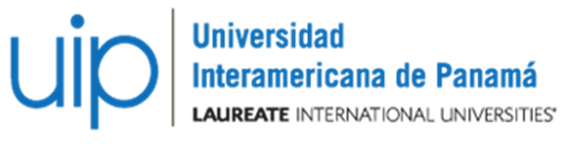 uip
Universidad
Interamericana de Panamá
LAUREATE INTERNATIONAL UNIVERSITIES®